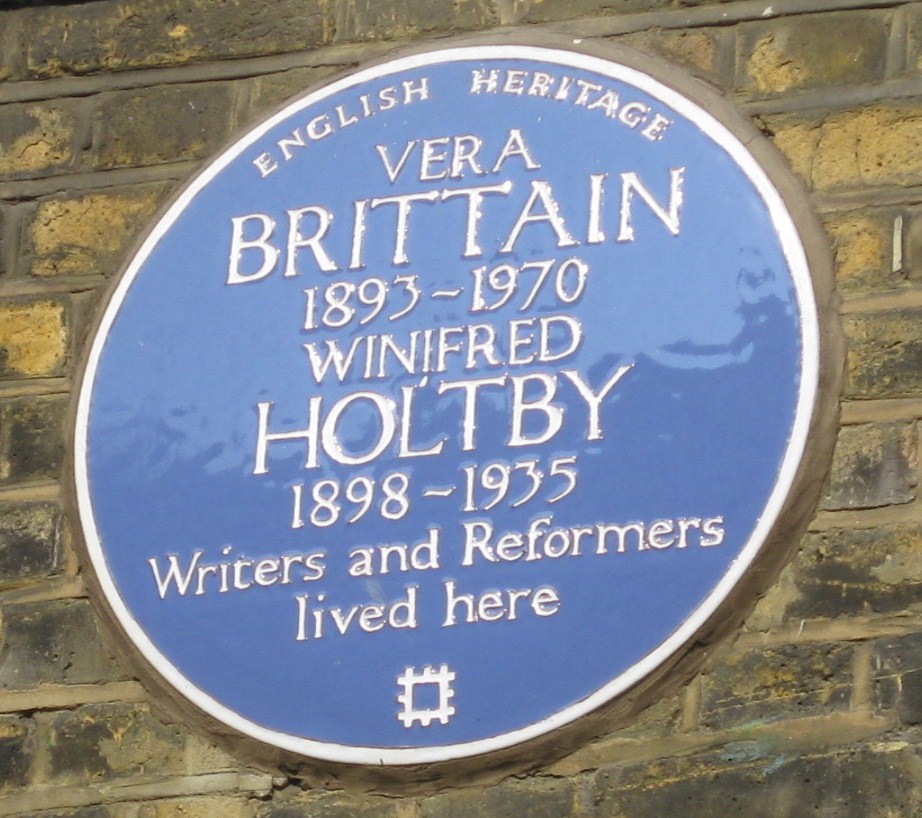 ENGLISH HERITAGE
VERA
BRITTAIN
1893-1970
WINIFRED
HOLTBY
1898-1935
Writers and Reformers
lived here